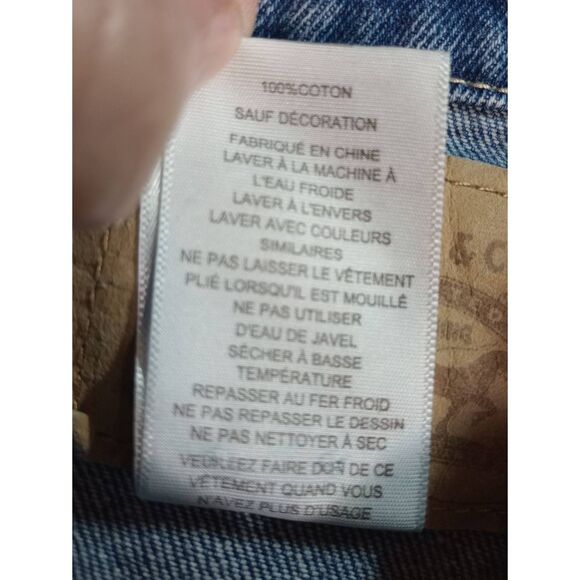 100%COTON
SAUF DÉCORATION
FABRIQUÉ EN CHINE
LAVER À LA MACHINE À
L'EAU FROIDE
LAVER À L'ENVERS
LAVER AVEC COULEURS
SIMILAIRES
NE PAS LAISSER LE VÊTEMENT
PLIÉ LORSQU'IL EST MOUILLÉ
NE PAS UTILISER
D'EAU DE JAVEL
SÉCHER À BASSE
TEMPÉRATURE
REPASSER AU FER FROID
NE PAS REPASSER LE DESSIN
NE PAS NETTOYER À SEC
VEUILLEZ FAIRE DON DE CE
VÊTEMENT QUAND VOUS
N'AVEZ PLUS D'USAGE
& C